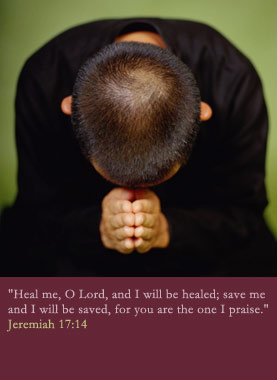 "Heal me, O Lord, and I will be healed; save me
and I will be saved, for you are the one I praise."
Jeremiah 17:14